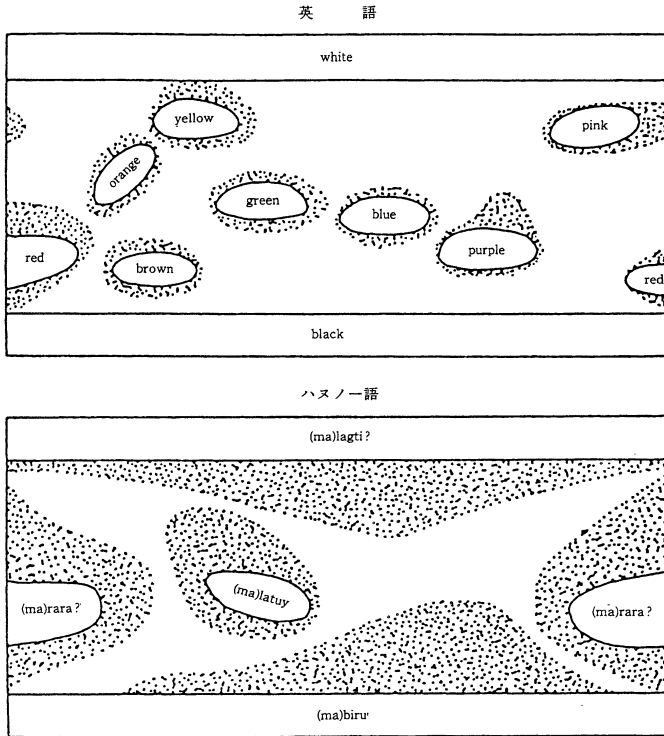 英 語
white
yellow
pink
orange
green
blue
red
brown
purple
red
black
ハヌノー語
(ma)lagti?
(ma)rara?
(ma)latuy
(ma)rara?
(ma)biru